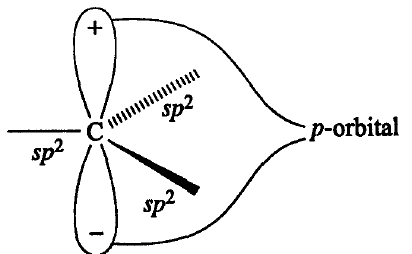 +
sp²
C
p-orbital
sp²
sp²
−